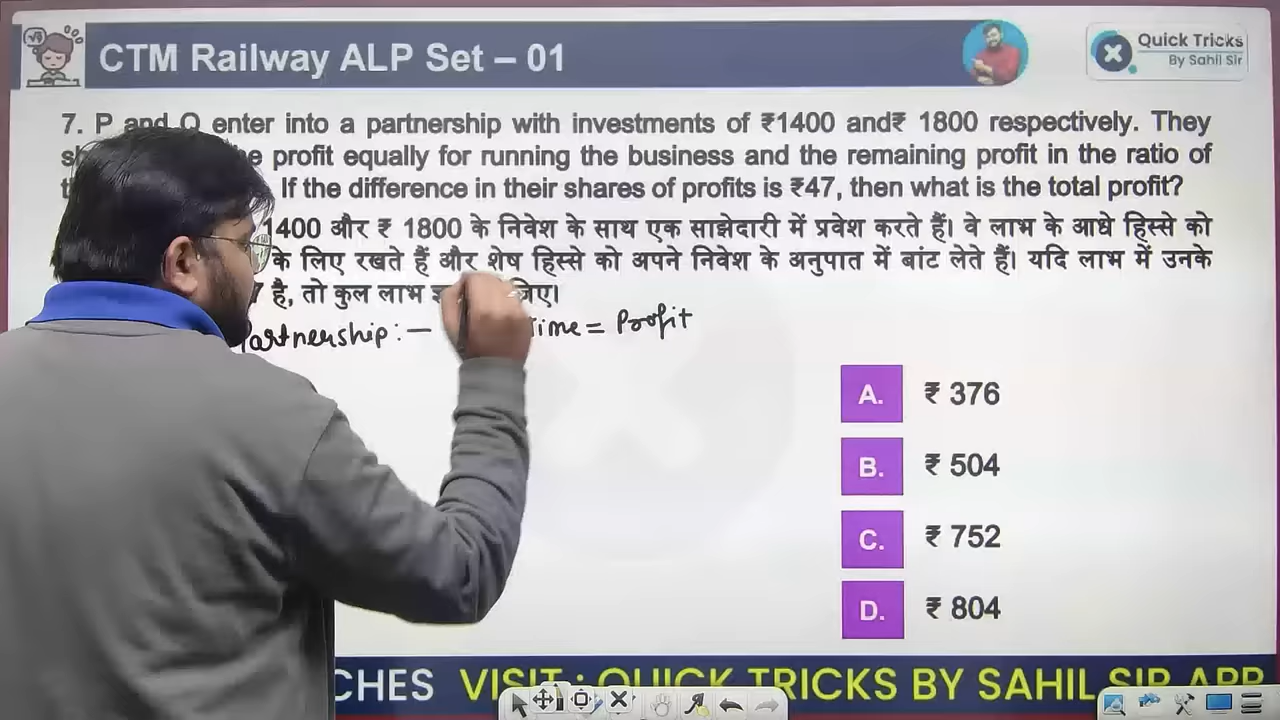 CTM Railway ALP Set – 01
Quick Tricks
By Sahil Sir
7. P and Q enter into a partnership with investments of ₹1400 and₹ 1800 respectively. They
profit equally for running the business and the remaining profit in the ratio of
If the difference in their shares of profits is ₹47, then what is the total profit?
1400 और ₹ 1800 के निवेश के साथ एक साझेदारी में प्रवेश करते हैं। वे लाभ के आधे हिस्से को
के लिए रखते हैं और शेष हिस्से को अपने निवेश के अनुपात में बांट लेते हैं। यदि लाभ में उनके
है, तो कुल लाभ
Partnership:— Time = Profit
A. ₹ 376
B. ₹ 504
C. ₹ 752
D. ₹ 804
CHES VISIT : QUICK TRICKS BY SAHIL SIR APP